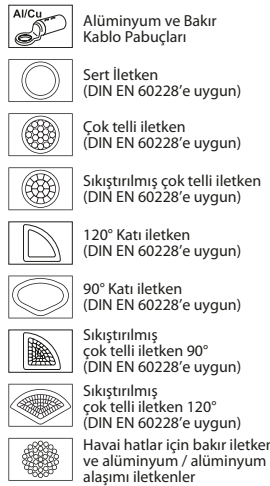 Al/Cu
Alüminyum ve Bakır
Kablo Pabuçları
Sert İletken
(DIN EN 60228’e uygun)
Çok telli iletken
(DIN EN 60228’e uygun)
Sıkıştırılmış çok telli iletken
(DIN EN 60228’e uygun)
120° Katı iletken
(DIN EN 60228’e uygun)
90° Katı iletken
(DIN EN 60228’e uygun)
Sıkıştırılmış
çok telli iletken 90°
(DIN EN 60228’e uygun)
Sıkıştırılmış
çok telli iletken 120°
(DIN EN 60228’e uygun)
Havai hatlar için bakır iletker
ve alüminyum / alüminyum
alaşımı iletkenler